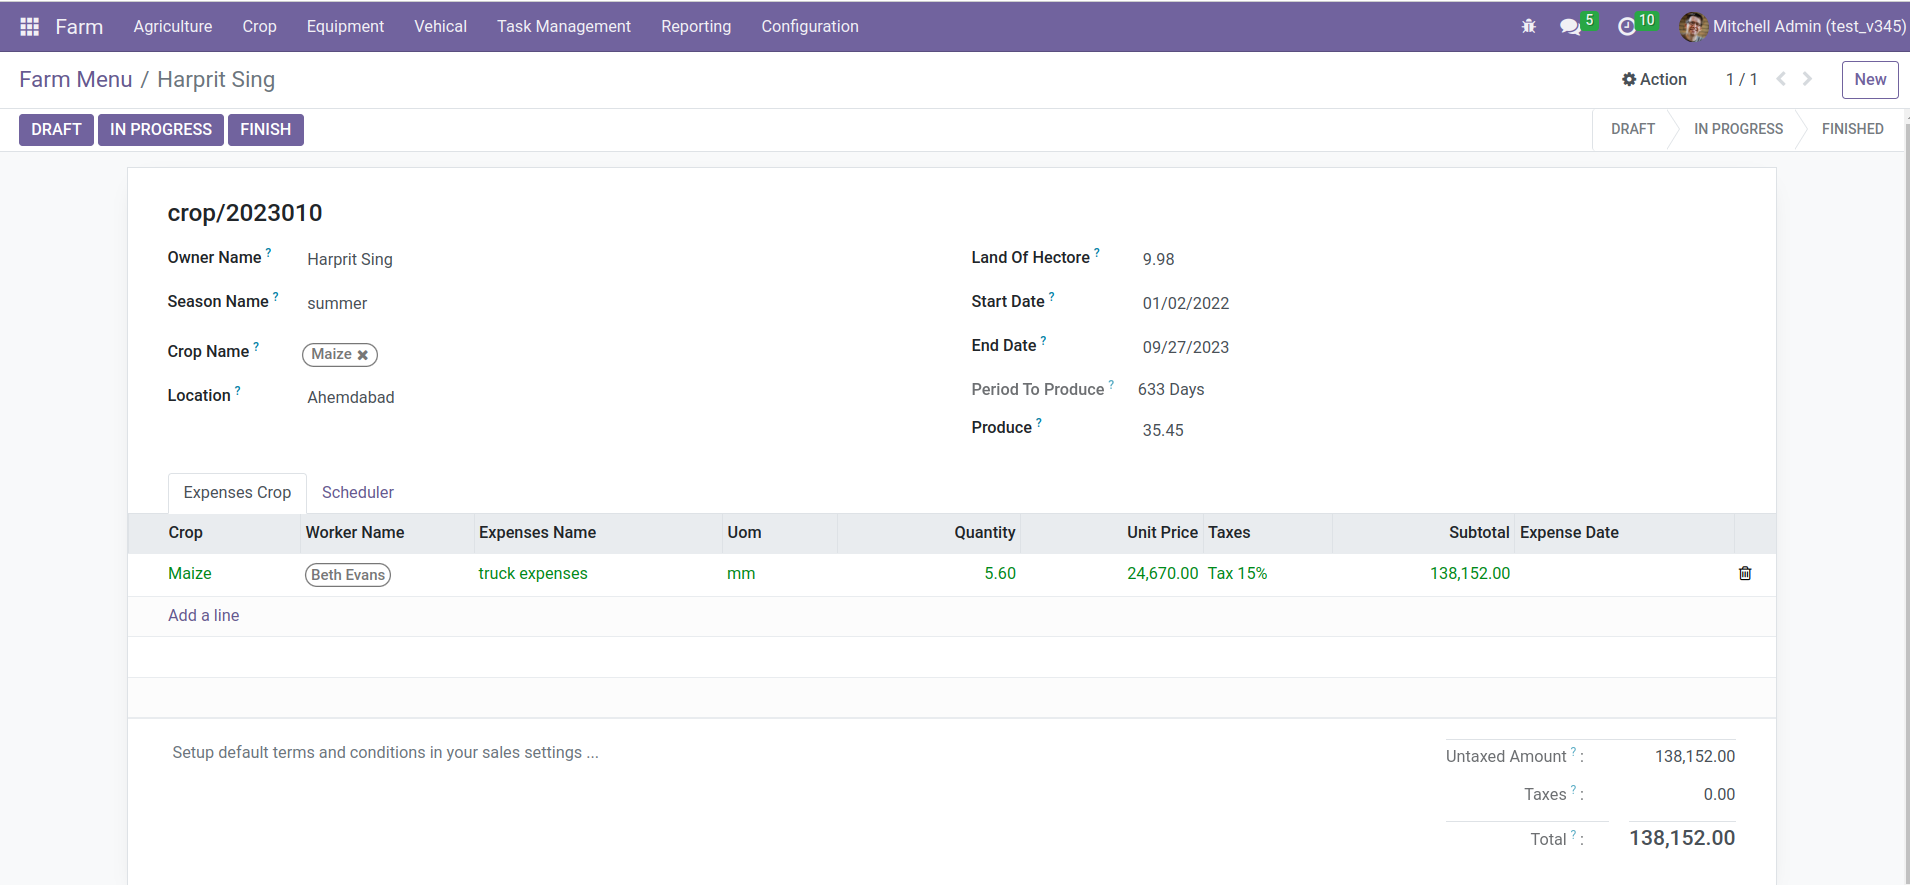 Farm Agriculture Crop Equipment Vehical Task Management Reporting Configuration 5 10 Mitchell Admin (test_v345)
Farm Menu / Harprit Sing Action 1 / 1 New
DRAFT IN PROGRESS FINISH DRAFT IN PROGRESS FINISHED
crop/2023010
Owner Name ? Harprit Sing Land Of Hectore ? 9.98
Season Name ? summer Start Date ? 01/02/2022
Crop Name ? Maize End Date ? 09/27/2023
Location ? Ahemdabad Period To Produce ? 633 Days
Produce ? 35.45
Expenses Crop Scheduler
Crop Worker Name Expenses Name Uom Quantity Unit Price Taxes Subtotal Expense Date
Maize Beth Evans truck expenses mm 5.60 24,670.00 Tax 15% 138,152.00
Add a line
Setup default terms and conditions in your sales settings ... Untaxed Amount ? : 138,152.00
Taxes ? : 0.00
Total ? : 138,152.00